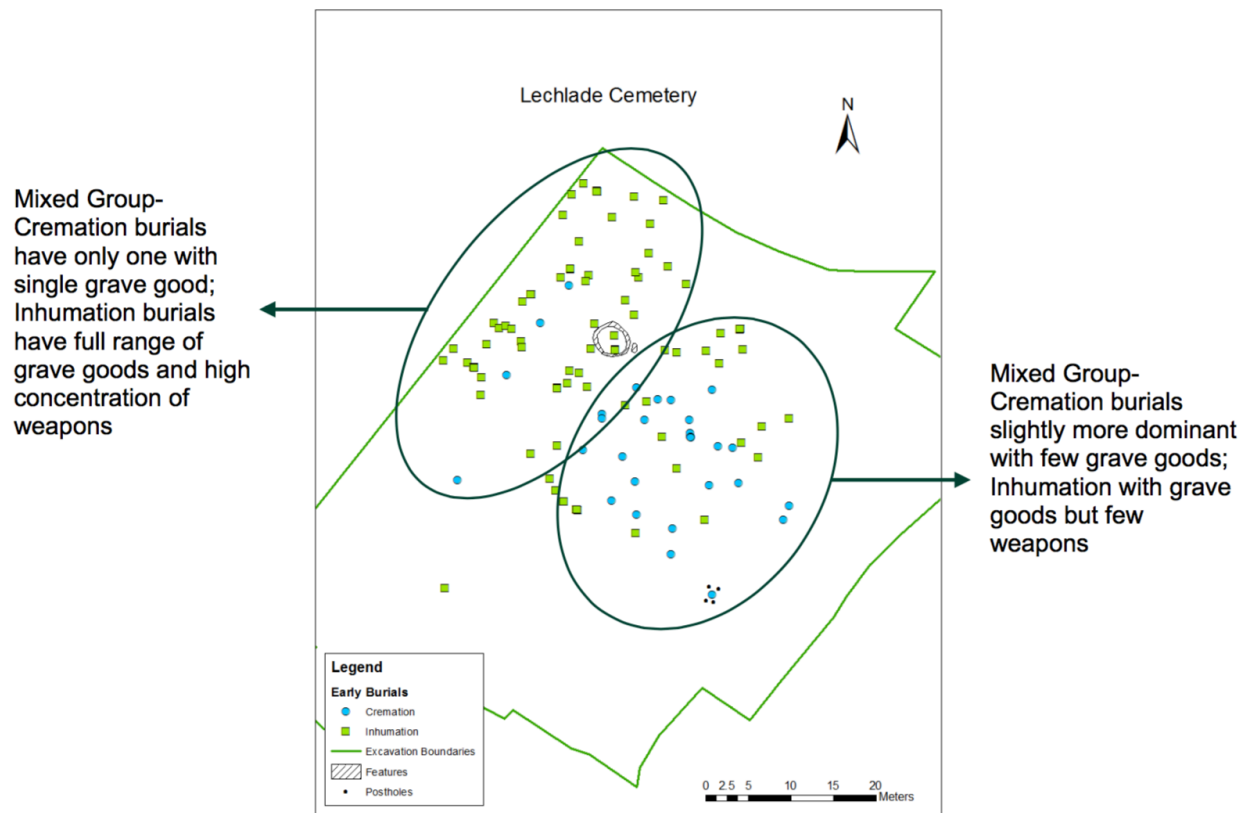 Lechlade Cemetery
N
Mixed Group-
Cremation burials
have only one with
single grave good;
Inhumation burials
have full range of
grave goods and high
concentration of
weapons
Mixed Group-
Cremation burials
slightly more dominant
with few grave goods;
Inhumation with grave
goods but few
weapons
Legend
Early Burials
Cremation
Inhumation
Excavation Boundaries
Features
Postholes
0 2.5 5 10 15 20
Meters